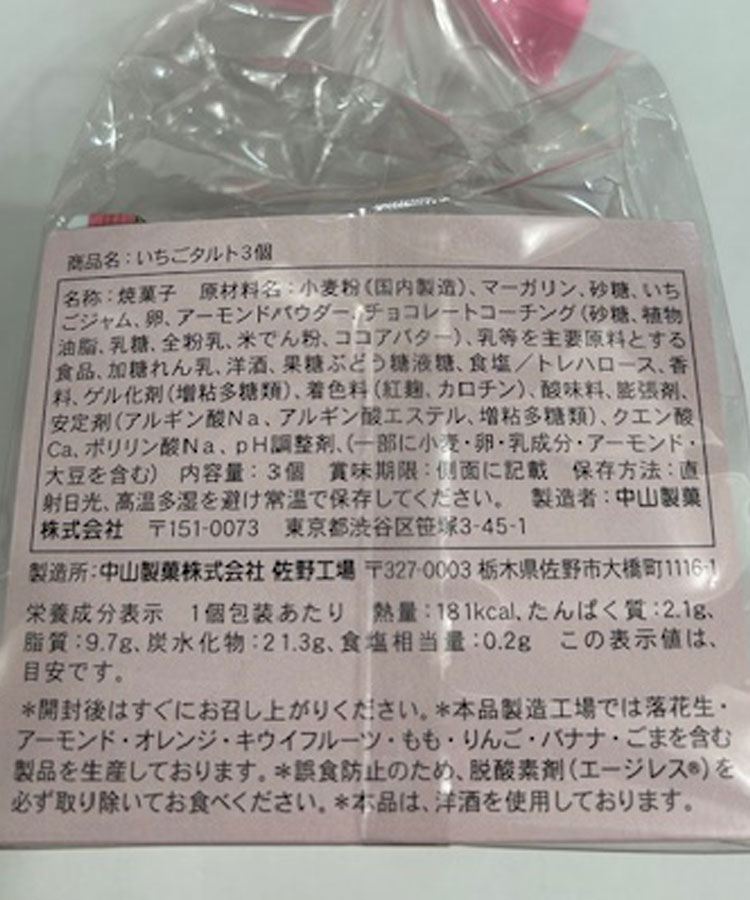 商品名：いちごタルト3個
名称：焼菓子　原材料名：小麦粉（国内製造）、マーガリン、砂糖、いち
ごジャム、卵、アーモンドパウダー、チョコレートコーチング（砂糖、植物
油脂、乳糖、全粉乳、米でん粉、ココアバター）、乳等を主要原料とする
食品、加糖れん乳、洋酒、果糖ぶどう糖液糖、食塩／トレハロース、香
料、ゲル化剤（増粘多糖類）、着色料（紅麹、カロチン）、酸味料、膨張剤、
安定剤（アルギン酸Na、アルギン酸エステル、増粘多糖類）、クエン酸
Ca、ポリリン酸Na、pH調整剤、（一部に小麦・卵・乳成分・アーモンド・
大豆を含む）　内容量：3個　賞味期限：側面に記載　保存方法：直
射日光、高温多湿を避け常温で保存してください。　製造者：中山製菓
株式会社　〒151-0073　東京都渋谷区笹塚3-45-1
製造所：中山製菓株式会社 佐野工場 〒327-0003 栃木県佐野市大橋町1116-1
栄養成分表示　1個包装あたり　熱量：181kcal、たんぱく質：2.1g、
脂質：9.7g、炭水化物：21.3g、食塩相当量：0.2g　この表示値は、
目安です。
＊開封後はすぐにお召し上がりください。＊本品製造工場では落花生・
アーモンド・オレンジ・キウイフルーツ・もも・りんご・バナナ・ごまを含む
製品を生産しております。＊誤食防止のため、脱酸素剤（エージレス®）を
必ず取り除いてお食べください。＊本品は、洋酒を使用しております。